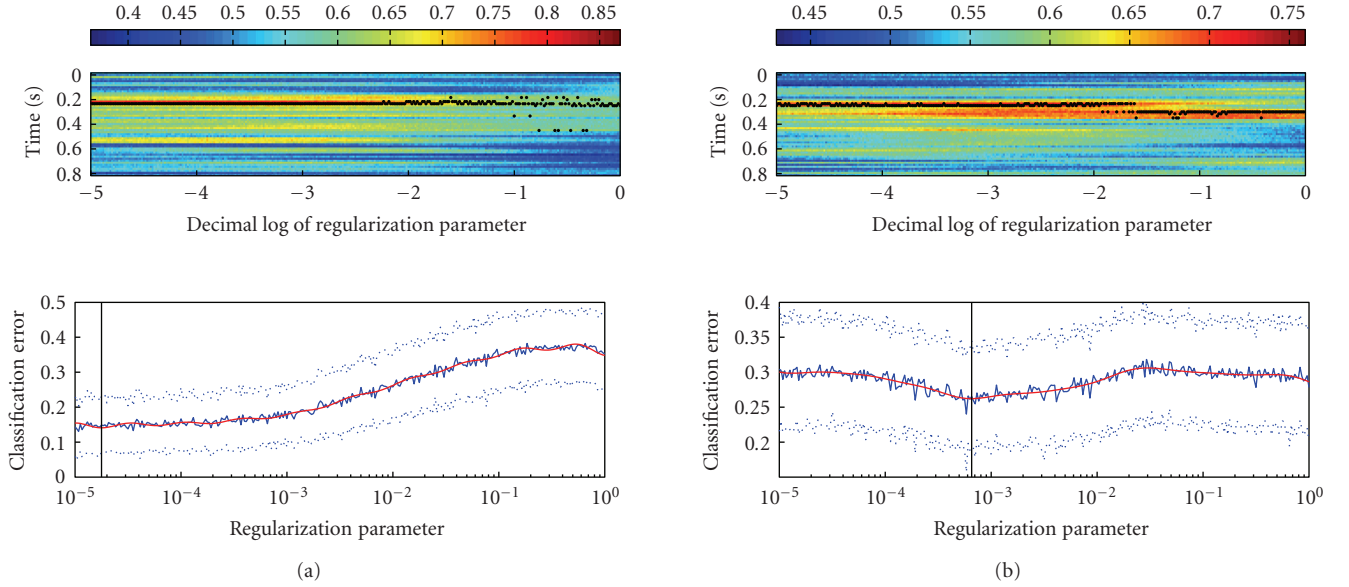 0.4 0.45 0.5 0.55 0.6 0.65 0.7 0.75 0.8 0.85
Time (s)
0
0.2
0.4
0.6
0.8
−5 −4 −3 −2 −1 0
Decimal log of regularization parameter
Classification error
0.5
0.4
0.3
0.2
0.1
0
10−5 10−4 10−3 10−2 10−1 100
Regularization parameter
(a)
0.45 0.5 0.55 0.6 0.65 0.7 0.75
Time (s)
0
0.2
0.4
0.6
0.8
−5 −4 −3 −2 −1 0
Decimal log of regularization parameter
Classification error
0.4
0.35
0.3
0.25
0.2
10−5 10−4 10−3 10−2 10−1 100
Regularization parameter
(b)